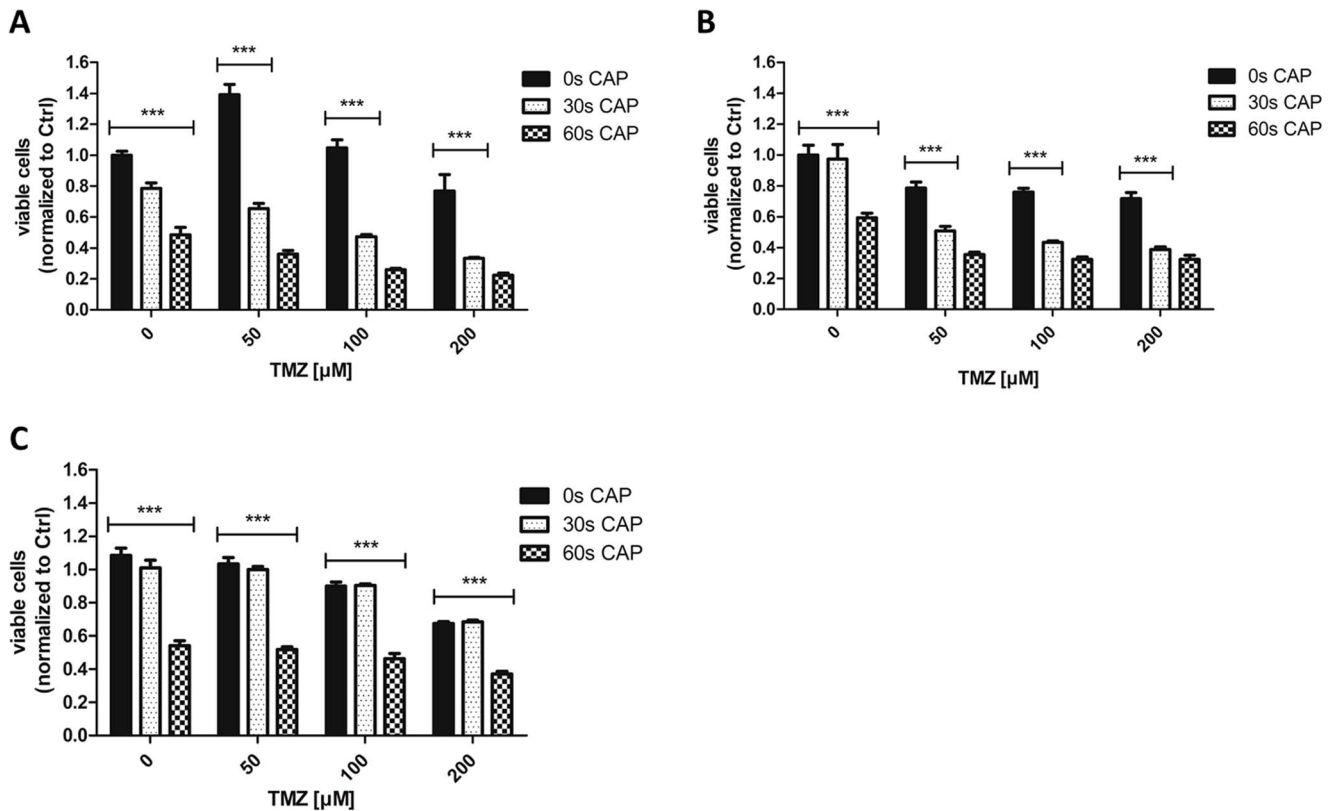 A
viable cells
(normalized to Ctrl)
1.6
1.4
1.2
1.0
0.8
0.6
0.4
0.2
0.0
***
***
***
***
0
50
100
200
TMZ [µM]
0s CAP
30s CAP
60s CAP
B
viable cells
(normalized to Ctrl)
1.6
1.4
1.2
1.0
0.8
0.6
0.4
0.2
0.0
***
***
***
***
0
50
100
200
TMZ [µM]
0s CAP
30s CAP
60s CAP
C
viable cells
(normalized to Ctrl)
1.6
1.4
1.2
1.0
0.8
0.6
0.4
0.2
0.0
***
***
***
***
0
50
100
200
TMZ [µM]
0s CAP
30s CAP
60s CAP